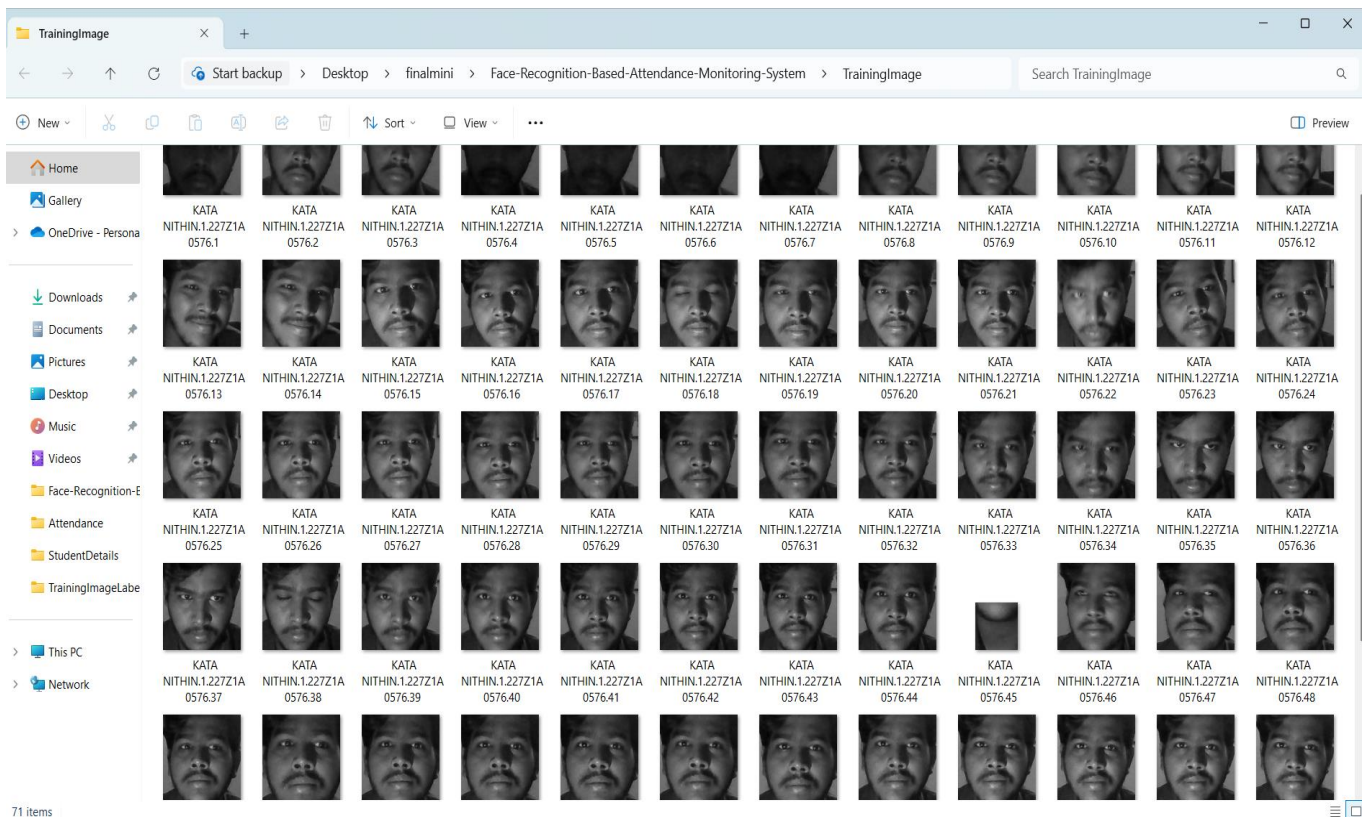 TrainingImage
Start backup > Desktop > finalmini > Face-Recognition-Based-Attendance-Monitoring-System > TrainingImage
Search TrainingImage
New
Sort
View
Preview
Home
Gallery
OneDrive - Persona
Downloads
Documents
Pictures
Desktop
Music
Videos
Face-Recognition-E
Attendance
StudentDetails
TrainingImageLabe
This PC
Network
KATA KATA KATA KATA KATA KATA KATA KATA KATA KATA KATA KATA
NITHIN.1.227Z1A NITHIN.1.227Z1A NITHIN.1.227Z1A NITHIN.1.227Z1A NITHIN.1.227Z1A NITHIN.1.227Z1A NITHIN.1.227Z1A NITHIN.1.227Z1A NITHIN.1.227Z1A NITHIN.1.227Z1A NITHIN.1.227Z1A NITHIN.1.227Z1A
0576.1 0576.2 0576.3 0576.4 0576.5 0576.6 0576.7 0576.8 0576.9 0576.10 0576.11 0576.12
KATA KATA KATA KATA KATA KATA KATA KATA KATA KATA KATA KATA
NITHIN.1.227Z1A NITHIN.1.227Z1A NITHIN.1.227Z1A NITHIN.1.227Z1A NITHIN.1.227Z1A NITHIN.1.227Z1A NITHIN.1.227Z1A NITHIN.1.227Z1A NITHIN.1.227Z1A NITHIN.1.227Z1A NITHIN.1.227Z1A NITHIN.1.227Z1A
0576.13 0576.14 0576.15 0576.16 0576.17 0576.18 0576.19 0576.20 0576.21 0576.22 0576.23 0576.24
KATA KATA KATA KATA KATA KATA KATA KATA KATA KATA KATA KATA
NITHIN.1.227Z1A NITHIN.1.227Z1A NITHIN.1.227Z1A NITHIN.1.227Z1A NITHIN.1.227Z1A NITHIN.1.227Z1A NITHIN.1.227Z1A NITHIN.1.227Z1A NITHIN.1.227Z1A NITHIN.1.227Z1A NITHIN.1.227Z1A NITHIN.1.227Z1A
0576.25 0576.26 0576.27 0576.28 0576.29 0576.30 0576.31 0576.32 0576.33 0576.34 0576.35 0576.36
KATA KATA KATA KATA KATA KATA KATA KATA KATA KATA KATA KATA
NITHIN.1.227Z1A NITHIN.1.227Z1A NITHIN.1.227Z1A NITHIN.1.227Z1A NITHIN.1.227Z1A NITHIN.1.227Z1A NITHIN.1.227Z1A NITHIN.1.227Z1A NITHIN.1.227Z1A NITHIN.1.227Z1A NITHIN.1.227Z1A NITHIN.1.227Z1A
0576.37 0576.38 0576.39 0576.40 0576.41 0576.42 0576.43 0576.44 0576.45 0576.46 0576.47 0576.48
71 items